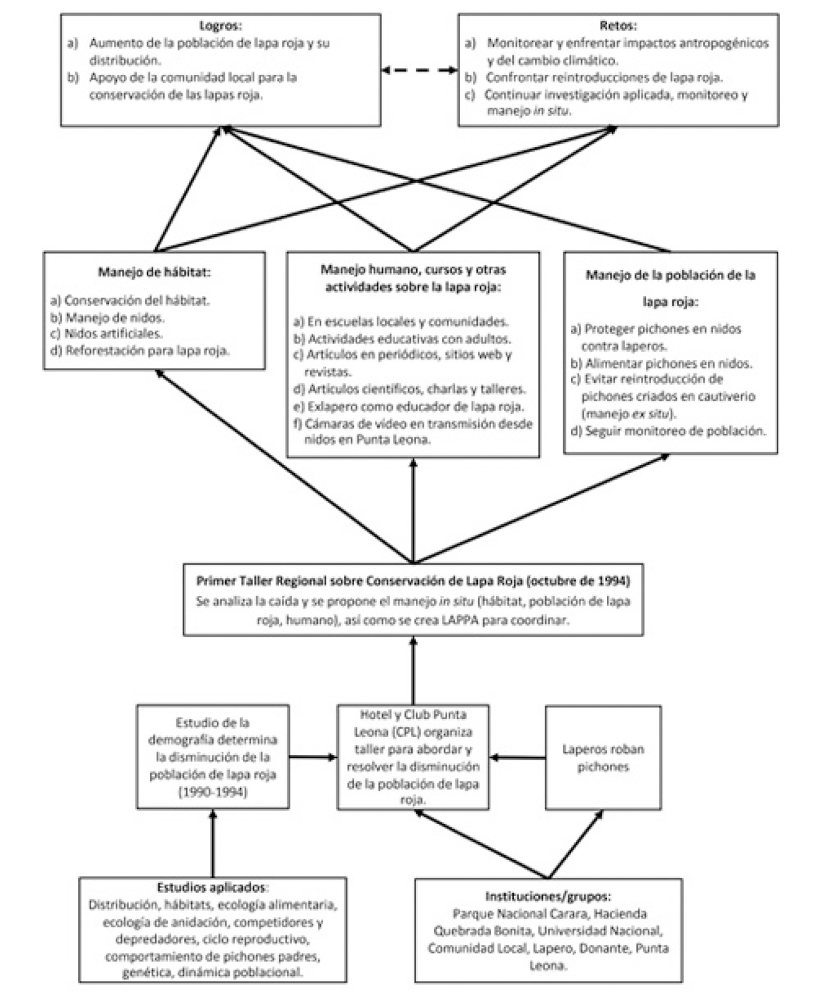 Logros:
a) Aumento de la población de lapa roja y su
distribución.
b) Apoyo de la comunidad local para la
conservación de las lapas roja.
Retos:
a) Monitorear y enfrentar impactos antropogénicos
y del cambio climático.
b) Confrontar reintroducciones de lapa roja.
c) Continuar investigación aplicada, monitoreo y
manejo in situ.
Manejo de hábitat:
a) Conservación del hábitat.
b) Manejo de nidos.
c) Nidos artificiales.
d) Reforestación para lapa roja.
Manejo humano, cursos y otras
actividades sobre la lapa roja:
a) En escuelas locales y comunidades.
b) Actividades educativas con adultos.
c) Artículos en periódicos, sitios web y
revistas.
d) Artículos científicos, charlas y talleres.
e) Exlapero como educador de lapa roja.
f) Cámaras de vídeo en transmisión desde
nidos en Punta Leona.
Manejo de la población de la
lapa roja:
a) Proteger pichones en nidos
contra laperos.
b) Alimentar pichones en nidos.
c) Evitar reintroducción de
pichones criados en cautiverio
(manejo ex situ).
d) Seguir monitoreo de población.
Primer Taller Regional sobre Conservación de Lapa Roja (octubre de 1994)
Se analiza la caída y se propone el manejo in situ (hábitat, población de lapa
roja, humano), así como se crea LAPPA para coordinar.
Estudio de la
demografía determina
la disminución de la
población de lapa roja
(1990-1994)
Hotel y Club Punta
Leona (CPL) organiza
taller para abordar y
resolver la disminución
de la población de lapa
roja.
Laperos roban
pichones
Estudios aplicados:
Distribución, hábitats, ecología alimentaria,
ecología de anidación, competidores y
depredadores, ciclo reproductivo,
comportamiento de pichones padres,
genética, dinámica poblacional.
Instituciones/grupos:
Parque Nacional Carara, Hacienda
Quebrada Bonita, Universidad Nacional,
Comunidad Local, Lapero, Donante, Punta
Leona.